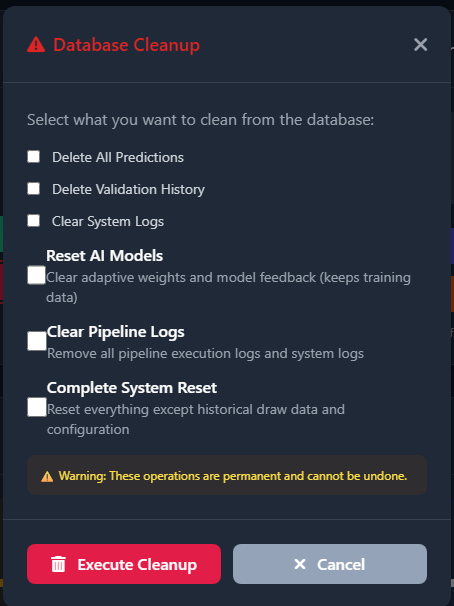 Database Cleanup
Select what you want to clean from the database:
Delete All Predictions
Delete Validation History
Clear System Logs
Reset AI Models
Clear adaptive weights and model feedback (keeps training
data)
Clear Pipeline Logs
Remove all pipeline execution logs and system logs
Complete System Reset
Reset everything except historical draw data and
configuration
Warning: These operations are permanent and cannot be undone.
Execute Cleanup
Cancel